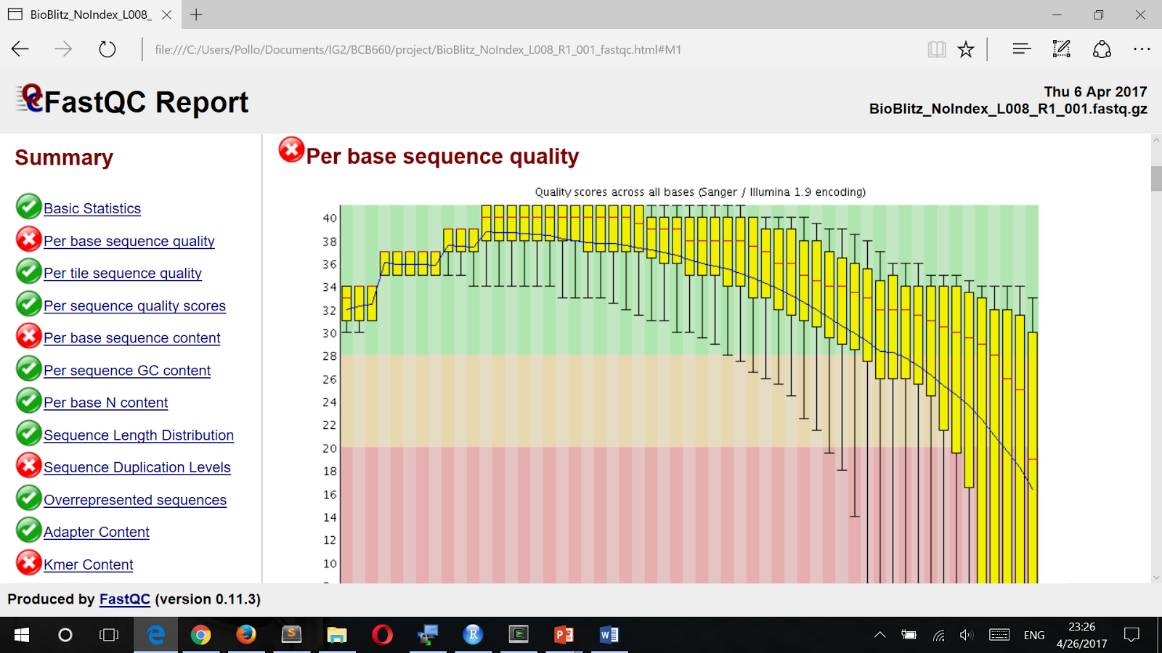 BioBlitz_NoIndex_L008_
file:///C:/Users/Pollo/Documents/IG2/BCB660/project/BioBlitz_NoIndex_L008_R1_001_fastqc.html#M1
FastQC Report
Thu 6 Apr 2017
BioBlitz_NoIndex_L008_R1_001.fastq.gz
Summary
Basic Statistics
Per base sequence quality
Per tile sequence quality
Per sequence quality scores
Per base sequence content
Per sequence GC content
Per base N content
Sequence Length Distribution
Sequence Duplication Levels
Overrepresented sequences
Adapter Content
Kmer Content
Per base sequence quality
Quality scores across all bases (Sanger / Illumina 1.9 encoding)
40
38
36
34
32
30
28
26
24
22
20
18
16
14
12
10
Produced by FastQC (version 0.11.3)
ENG
23:26
4/26/2017